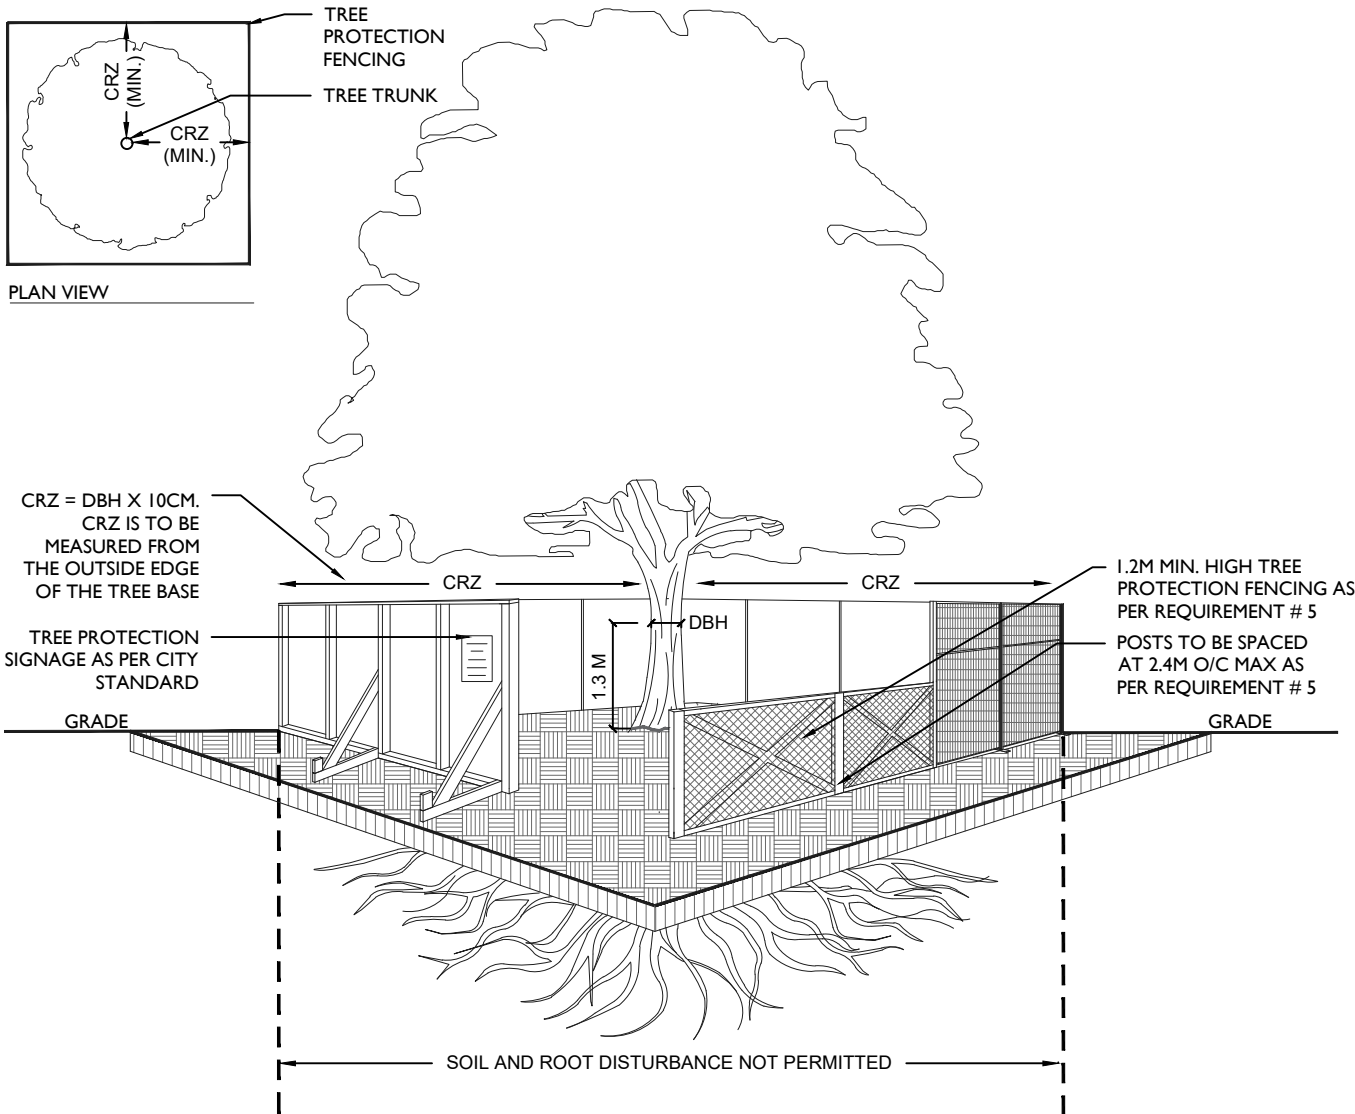 TREE
PROTECTION
FENCING
TREE TRUNK
CRZ
(MIN.)
CRZ
(MIN.)
PLAN VIEW
CRZ = DBH X 10CM.
CRZ IS TO BE
MEASURED FROM
THE OUTSIDE EDGE
OF THE TREE BASE
CRZ
CRZ
1.2M MIN. HIGH TREE
PROTECTION FENCING AS
PER REQUIREMENT # 5
TREE PROTECTION
SIGNAGE AS PER CITY
STANDARD
DBH
1.3 M
POSTS TO BE SPACED
AT 2.4M O/C MAX AS
PER REQUIREMENT # 5
GRADE
GRADE
SOIL AND ROOT DISTURBANCE NOT PERMITTED